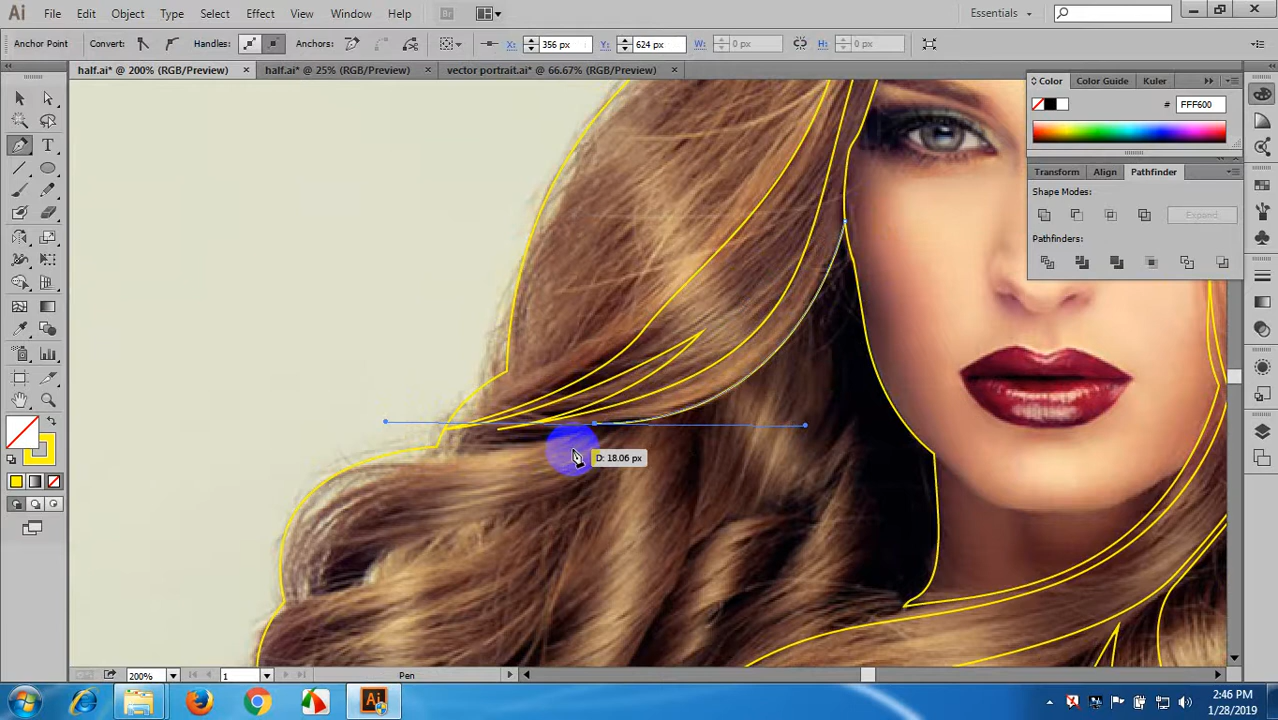 Ai File Edit Object Type Select Effect View Window Help Br Essentials
Anchor Point Convert: Handles: Anchors: X: 356 px Y: 624 px W: 0 px H: 0 px
half.ai* @ 200% (RGB/Preview) × half.ai* @ 25% (RGB/Preview) × vector portrait.ai* @ 66.67% (RGB/Preview) ×
Color Color Guide Kuler
# FFF600
Transform Align Pathfinder
Shape Modes:
Expand
Pathfinders:
T
D: 18.06 px
200% 1 Pen
Ai 2:46 PM
1/28/2019